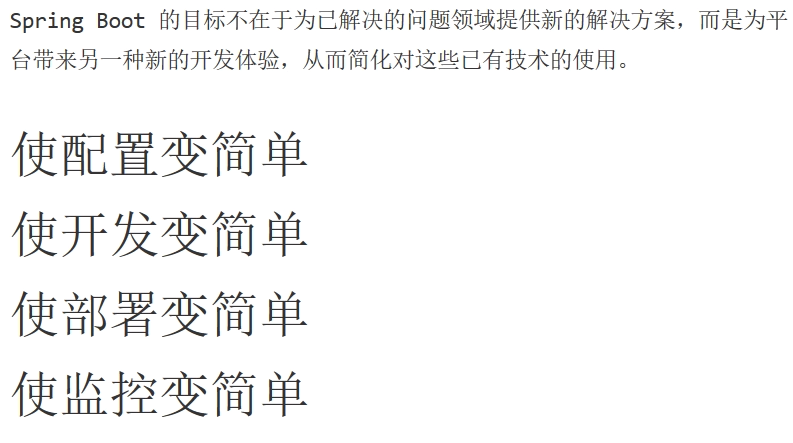 Spring Boot 的目标不在于为已解决的问题领域提供新的解决方案，而是为平
台带来另一种新的开发体验，从而简化对这些已有技术的使用。
使配置变简单
使开发变简单
使部署变简单
使监控变简单